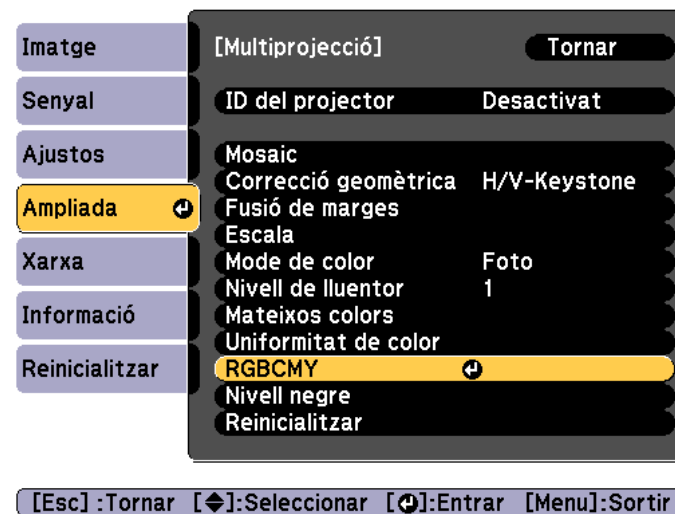 Imatge
Senyal
Ajustos
Ampliada
Xarxa
Informació
Reinicialitzar
[Multiprojecció] Tornar
ID del projector Desactivat
Mosaic
Correcció geomètrica H/V-Keystone
Fusió de marges
Escala
Mode de color Foto
Nivell de lluentor 1
Mateixos colors
Uniformitat de color
RGBCMY
Nivell negre
Reinicialitzar
[Esc] :Tornar [◆]:Seleccionar [⏎]:Entrar [Menu]:Sortir